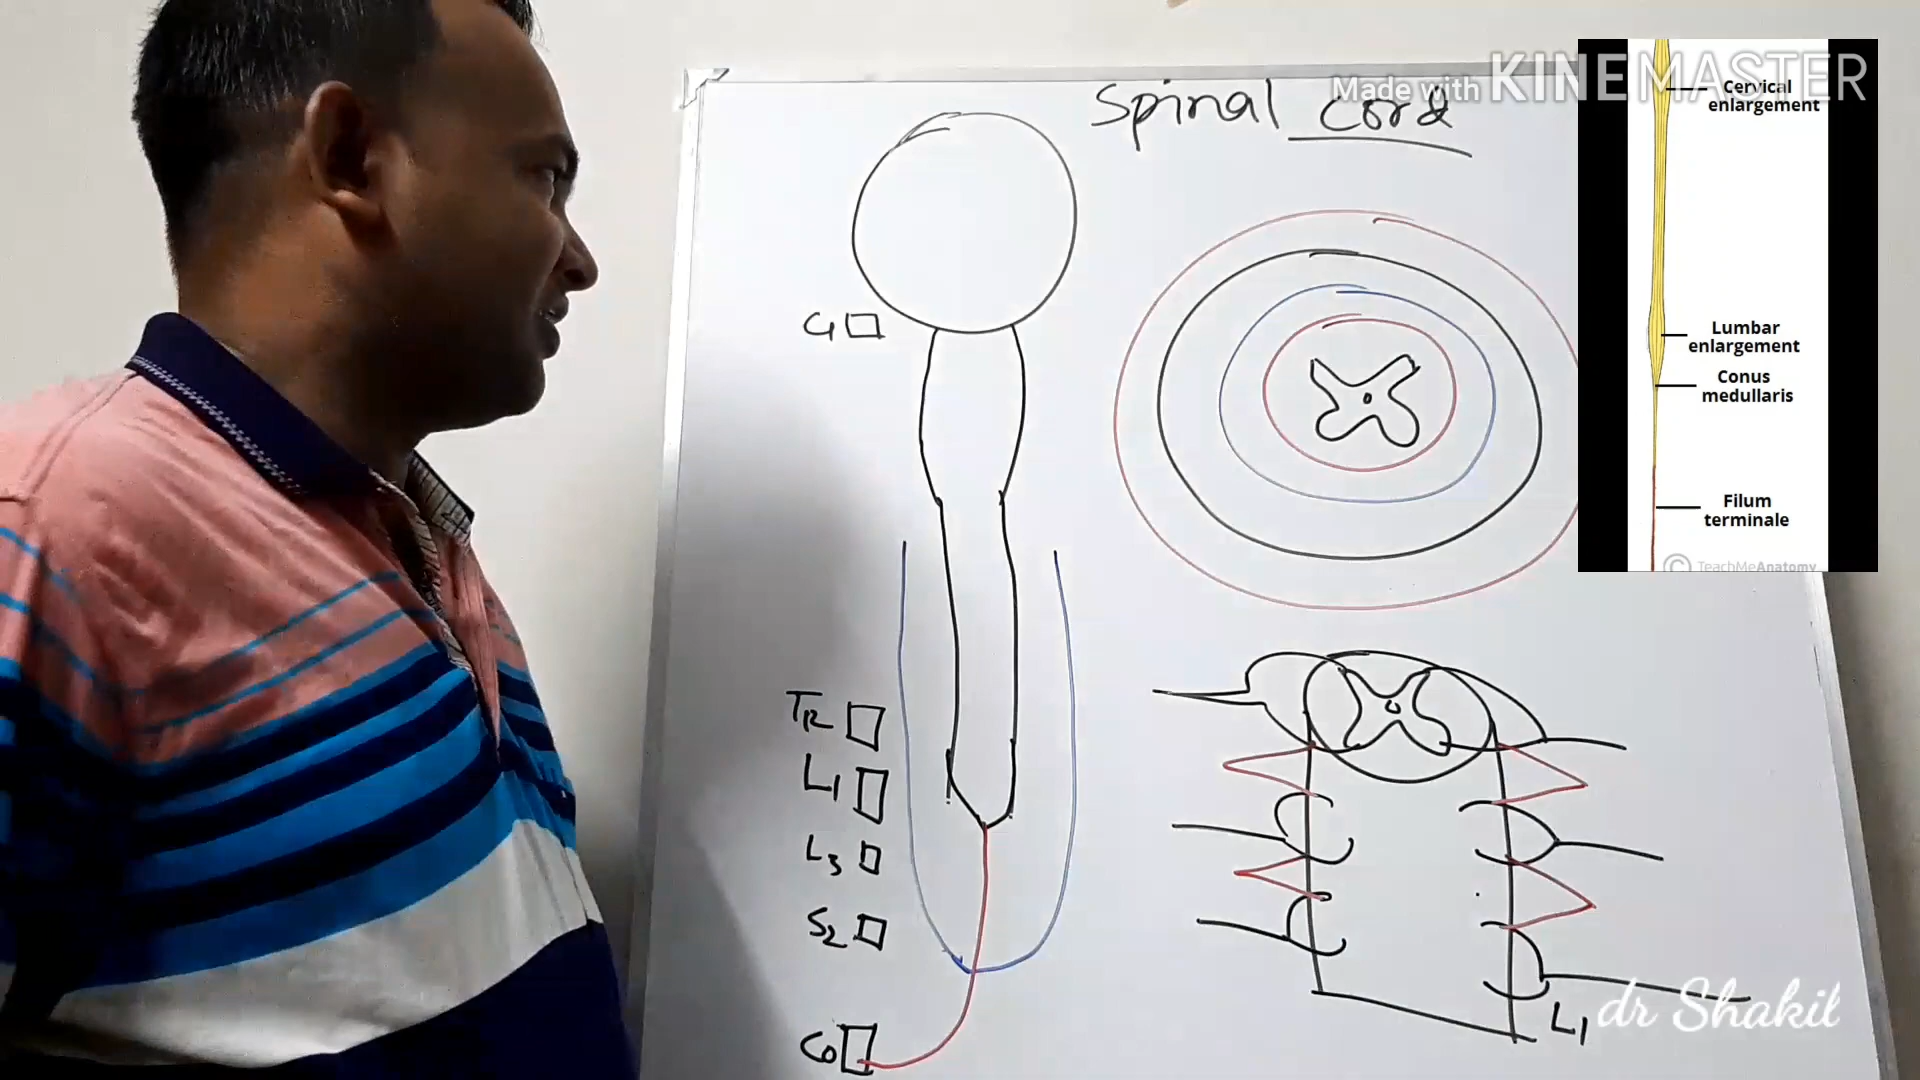 Spinal cord
Made with KINEMASTER
Cervical
enlargement
Lumbar
enlargement
Conus
medullaris
Filum
terminale
© TeachMeAnatomy
C1
T12
L1
L3
S2
Co
L1
dr Shakil